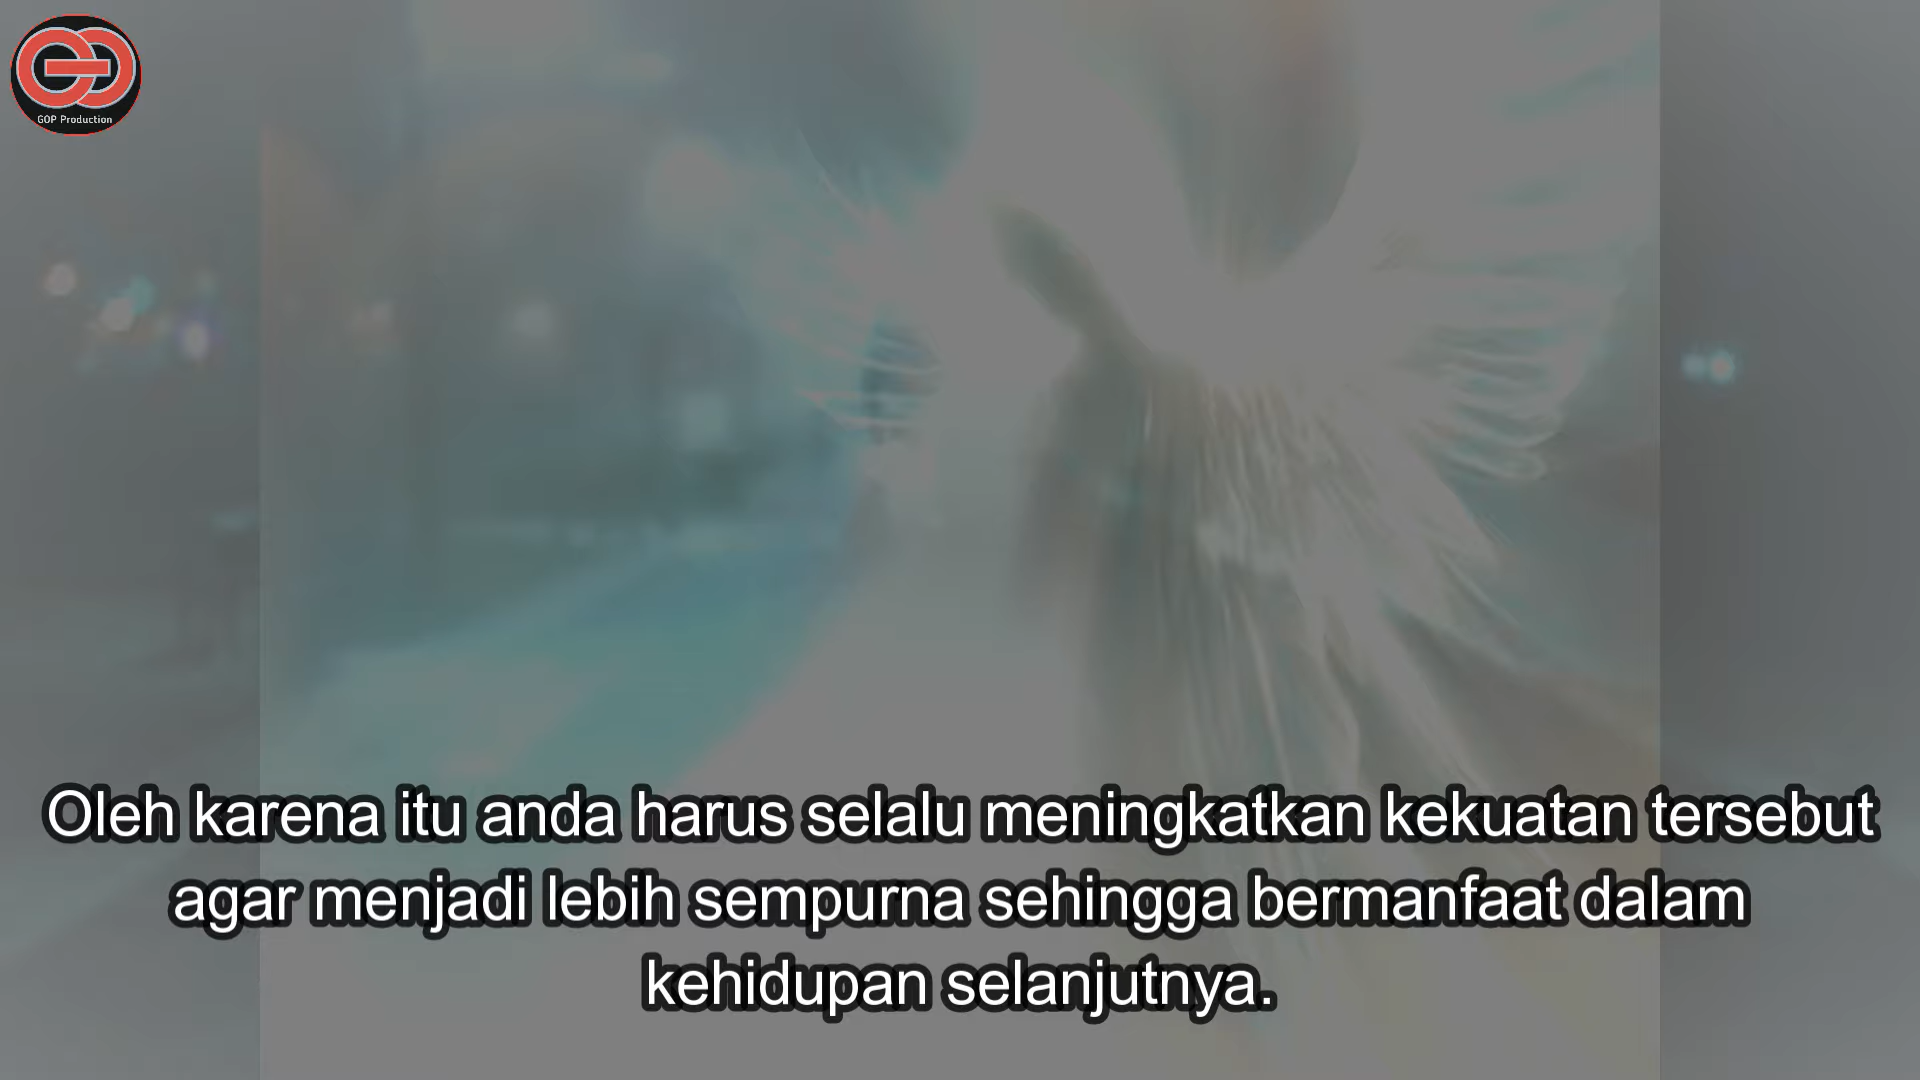 GOP Production
Oleh karena itu anda harus selalu meningkatkan kekuatan tersebut
agar menjadi lebih sempurna sehingga bermanfaat dalam
kehidupan selanjutnya.